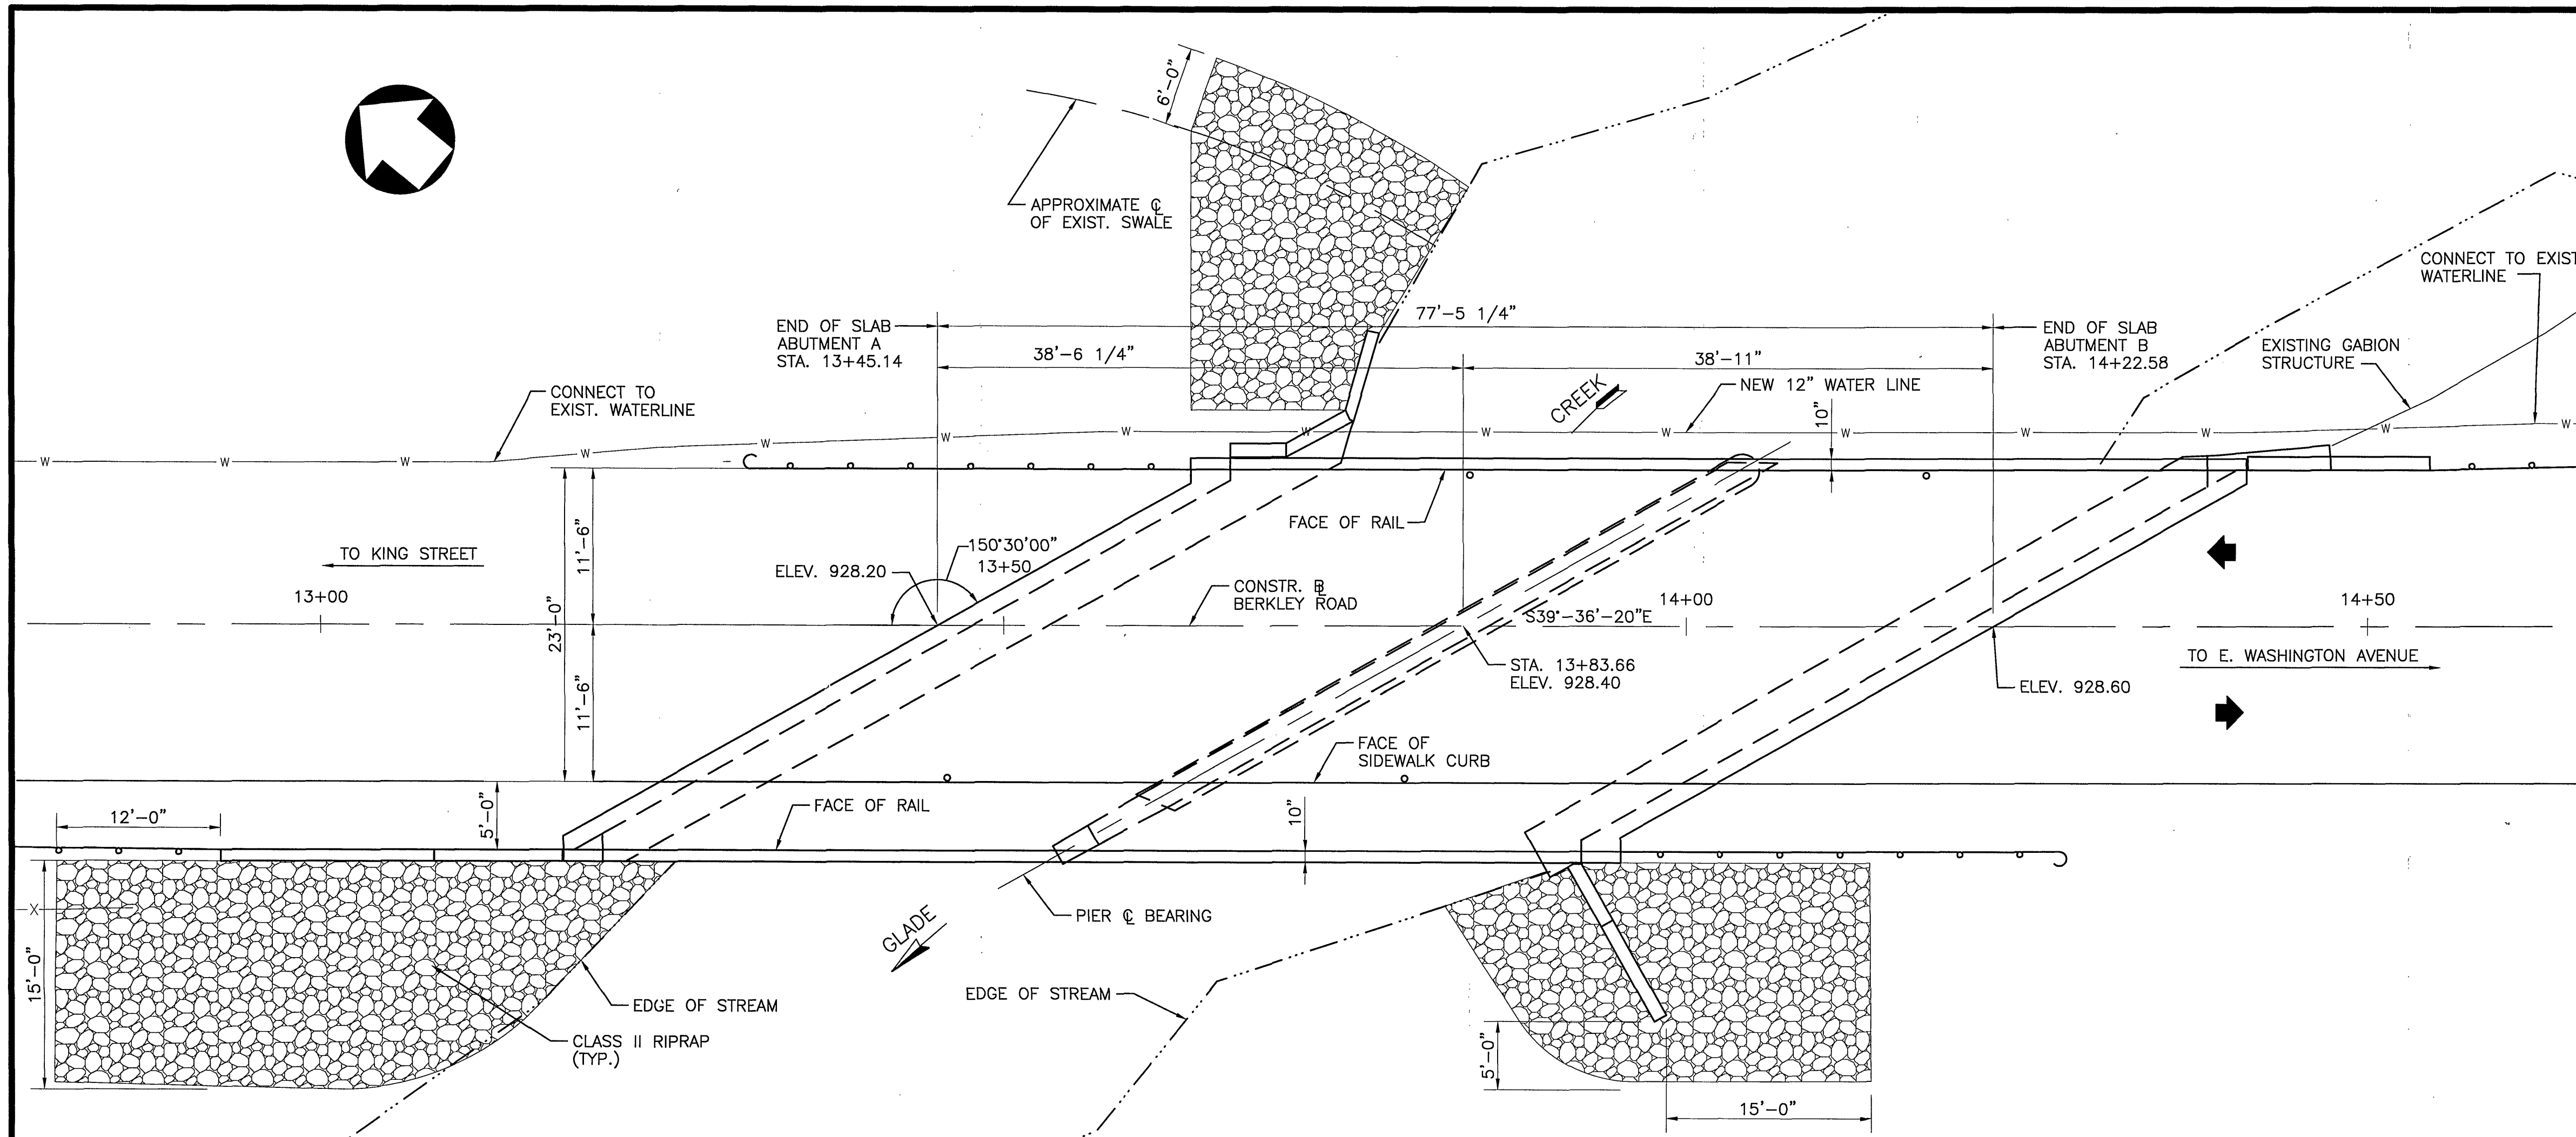 6'-0"
APPROXIMATE ℄
OF EXIST. SWALE
CONNECT TO EXIST
WATERLINE
77'-5 1/4"
END OF SLAB
ABUTMENT A
STA. 13+45.14
END OF SLAB
ABUTMENT B
STA. 14+22.58
38'-6 1/4"
38'-11"
EXISTING GABION
STRUCTURE
CONNECT TO
EXIST. WATERLINE
CREEK
NEW 12" WATER LINE
10"
W W W W W W W W W W W W W W W
FACE OF RAIL
11'-6"
150°30'00"
13+50
TO KING STREET
ELEV. 928.20
CONSTR. BL
BERKLEY ROAD
13+00
23'-0"
S39°-36'-20"E
14+00
14+50
TO E. WASHINGTON AVENUE
STA. 13+83.66
ELEV. 928.40
ELEV. 928.60
11'-6"
FACE OF
SIDEWALK CURB
12'-0"
5'-0"
FACE OF RAIL
10"
X
PIER ℄ BEARING
GLADE
15'-0"
EDGE OF STREAM
EDGE OF STREAM
CLASS II RIPRAP
(TYP.)
5'-0"
15'-0"